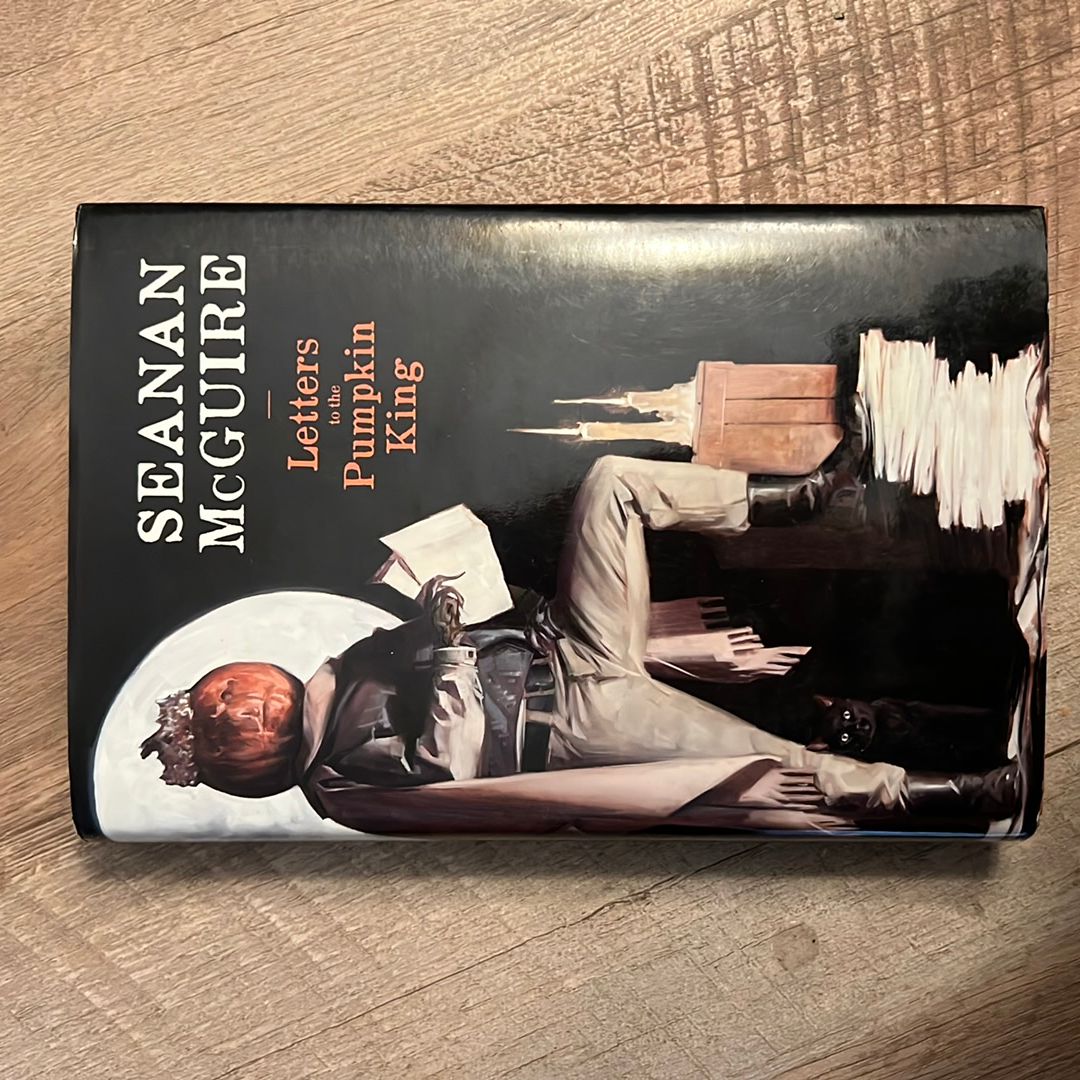 SEANAN
McGUIRE
Letters
to the
Pumpkin
King